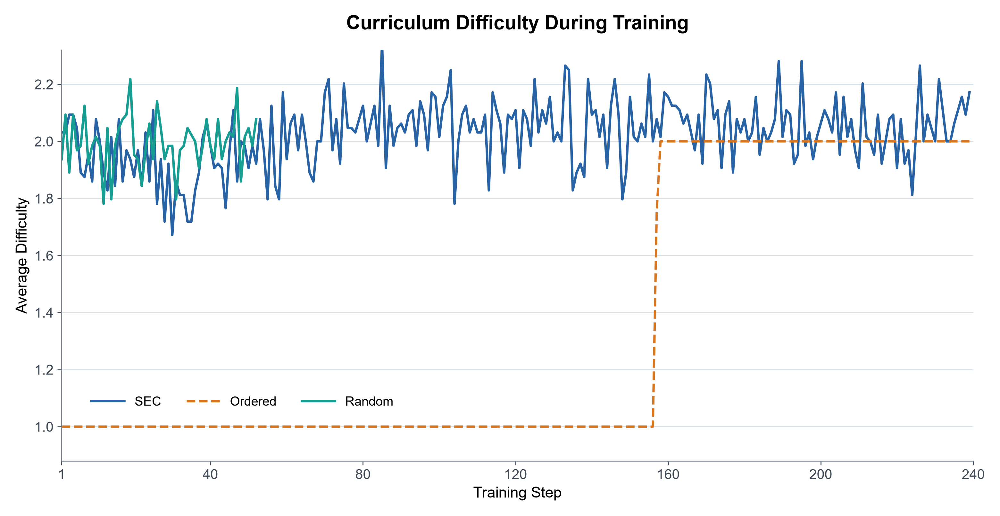 Curriculum Difficulty During Training
Average Difficulty
2.2
2.0
1.8
1.6
1.4
1.2
1.0
SEC
Ordered
Random
1
40
80
120
160
200
240
Training Step